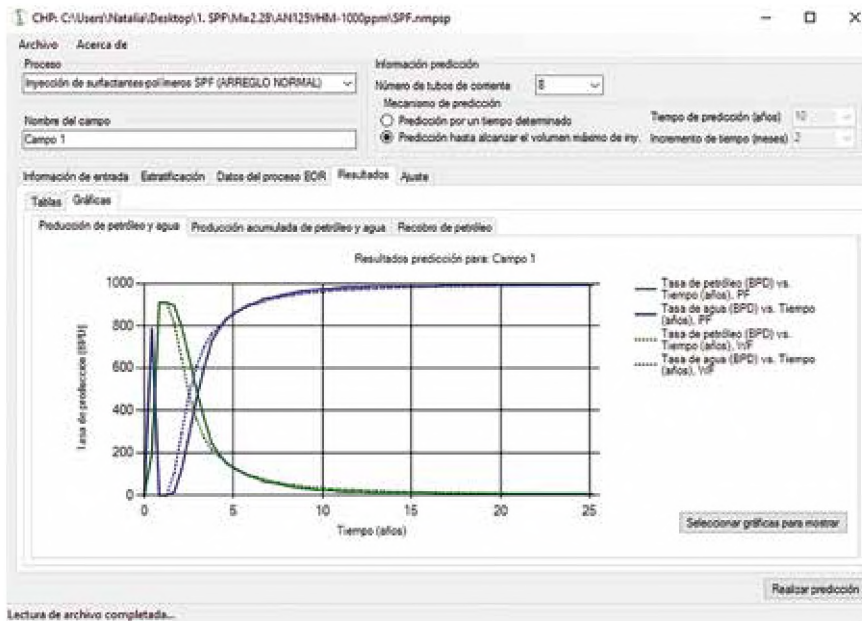 CHP: C:\Users\Natalia\Desktop\1. SPF\Mx2.28\AN125VHM-1000ppm\SPF.nmpsp
Archivo Acerca de
Proceso
Inyección de surfactantes-polímeros SPF (ARREGLO NORMAL)
Nombre del campo
Campo 1
Información predicción
Número de tubos de corriente 8
Mecanismo de predicción
Predicción por un tiempo determinado
Predicción hasta alcanzar el volumen máximo de iny.
Tiempo de predicción (años) 10
Incremento de tiempo (meses) 2
Información de entrada Estratificación Datos del proceso EOR Resultados Ajuste
Tablas Gráficas
Producción de petróleo y agua Producción acumulada de petróleo y agua Recobro de petróleo
Resultados predicción para: Campo 1
Tasa de producción [BPD]
1000
800
600
400
200
0
0 5 10 15 20 25
Tiempo (años)
Tasa de petróleo (BPD) vs.
Tiempo (años), PF
Tasa de agua (BPD) vs. Tiempo
(años), PF
Tasa de petróleo (BPD) vs.
Tiempo (años), WF
Tasa de agua (BPD) vs. Tiempo
(años), WF
Seleccionar gráficas para mostrar
Realizar predicción
Lectura de archivo completada...